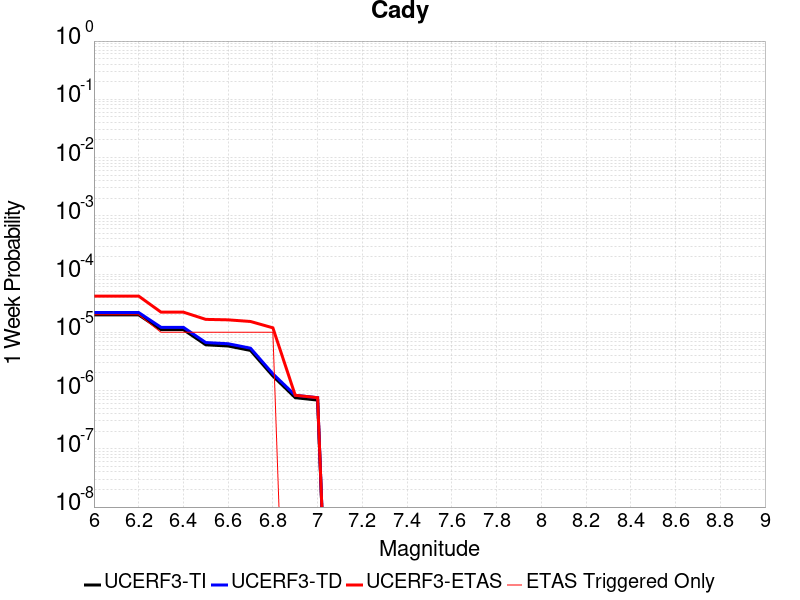 Cady
10^0
10^-1
10^-2
10^-3
10^-4
10^-5
10^-6
10^-7
10^-8
1 Week Probability
6 6.2 6.4 6.6 6.8 7 7.2 7.4 7.6 7.8 8 8.2 8.4 8.6 8.8 9
Magnitude
UCERF3-TI UCERF3-TD UCERF3-ETAS ETAS Triggered Only